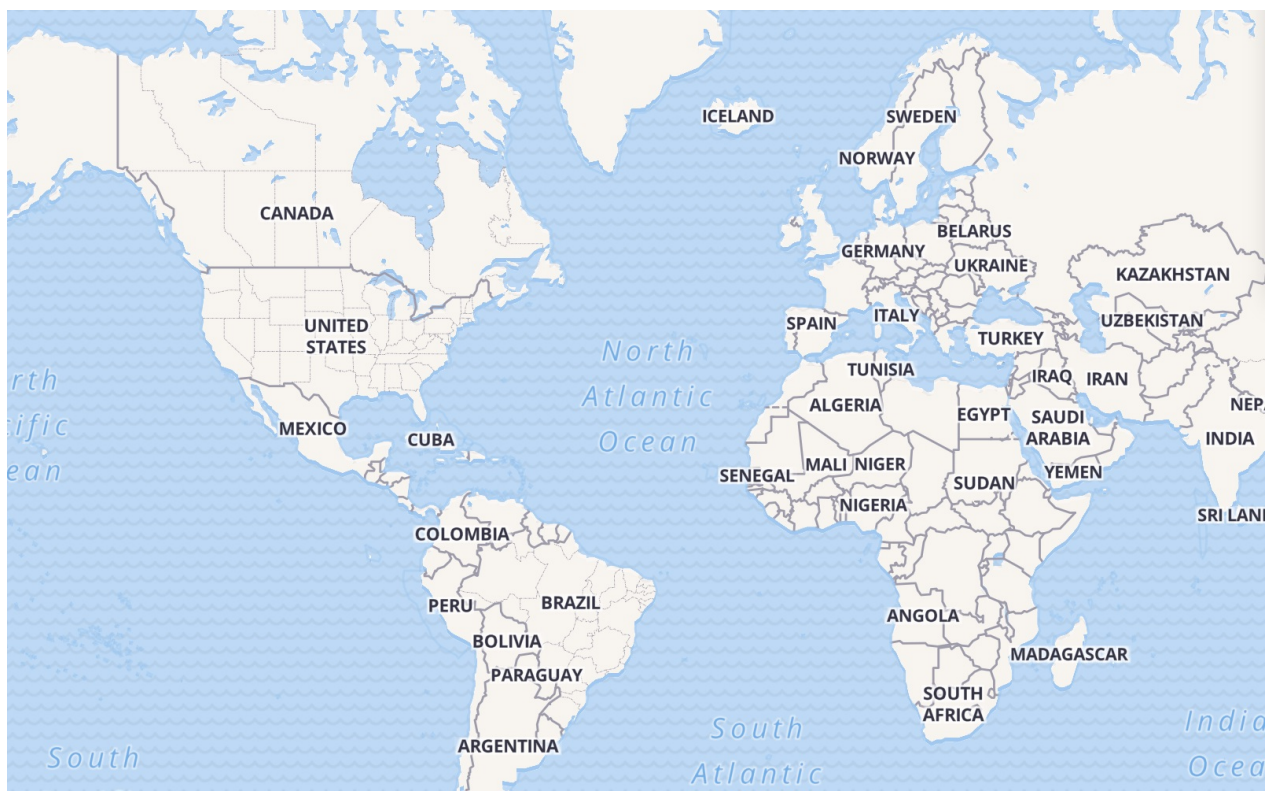 ICELAND
SWEDEN
NORWAY
CANADA
BELARUS
GERMANY
UKRAINE
KAZAKHSTAN
UNITED
STATES
SPAIN
ITALY
UZBEKISTAN
TURKEY
North
Atlantic
Ocean
TUNISIA
IRAQ
IRAN
rth
cific
ean
ALGERIA
EGYPT
SAUDI
ARABIA
NEPA
MEXICO
CUBA
INDIA
SENEGAL
MALI
NIGER
SUDAN
YEMEN
NIGERIA
SRI LAN
COLOMBIA
PERU
BRAZIL
ANGOLA
BOLIVIA
MADAGASCAR
PARAGUAY
SOUTH
AFRICA
ARGENTINA
South
South
Atlantic
India
Ocea